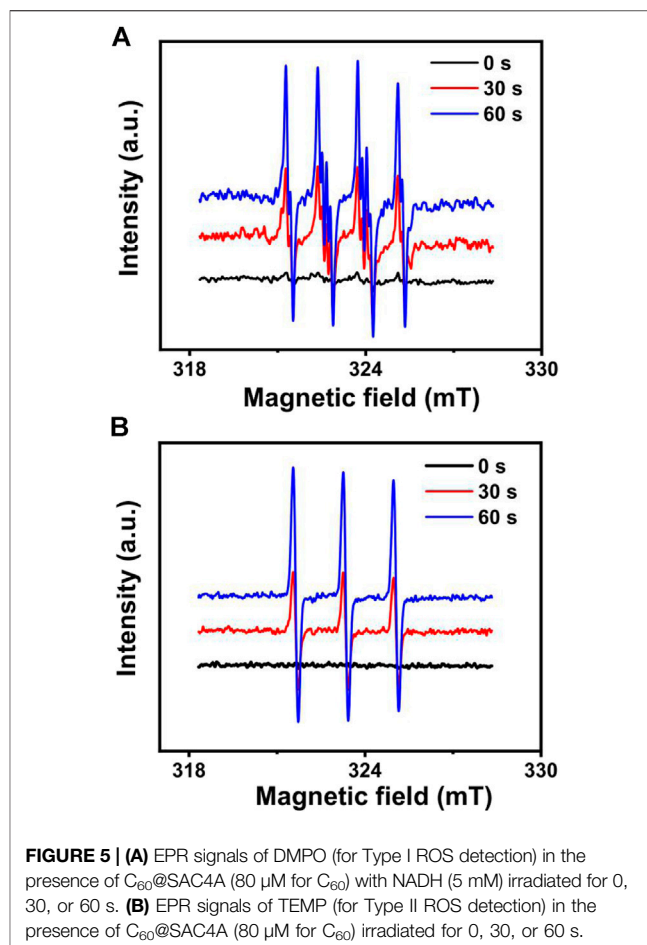 A
0 s
30 s
60 s
Intensity (a.u.)
318 324 330
Magnetic field (mT)
B
0 s
30 s
60 s
Intensity (a.u.)
318 324 330
Magnetic field (mT)
FIGURE 5 | (A) EPR signals of DMPO (for Type I ROS detection) in the
presence of C₆₀@SAC4A (80 µM for C₆₀) with NADH (5 mM) irradiated for 0,
30, or 60 s. (B) EPR signals of TEMP (for Type II ROS detection) in the
presence of C₆₀@SAC4A (80 µM for C₆₀) irradiated for 0, 30, or 60 s.